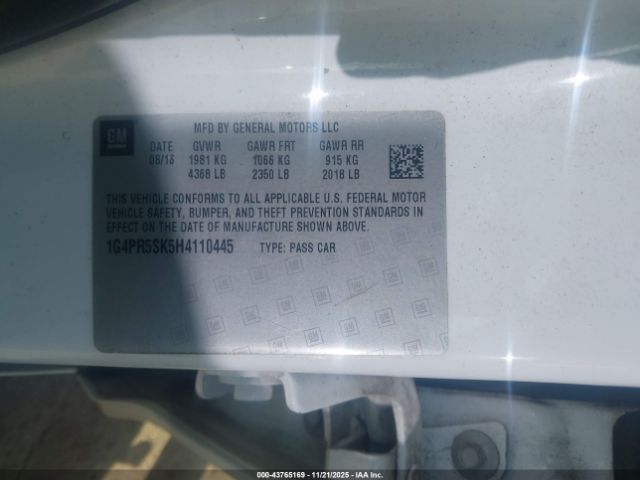 GM
MFD BY GENERAL MOTORS LLC
DATE GVWR GAWR FRT GAWR RR
08/16 1981 KG 1066 KG 915 KG
4368 LB 2350 LB 2018 LB
THIS VEHICLE CONFORMS TO ALL APPLICABLE U.S. FEDERAL MOTOR
VEHICLE SAFETY, BUMPER, AND THEFT PREVENTION STANDARDS IN
EFFECT ON THE DATE OF MANUFACTURE SHOWN ABOVE.
1G4PR5SK5H4110445 TYPE: PASS CAR
00-43765169 - 11/21/2025 - IAA Inc.